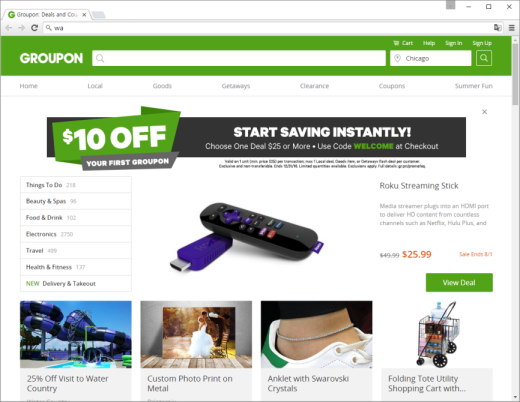 Groupon: Deals and Cou
wa
Cart Help Sign In Sign Up
GROUPON
Chicago
Home Local Goods Getaways Clearance Coupons Summer Fun
$10 OFF
YOUR FIRST GROUPON
START SAVING INSTANTLY!
Choose One Deal $25 or More • Use Code WELCOME at Checkout
Things To Do 258
Beauty & Spas 98
Food & Drink 102
Electronics 2750
Travel 499
Health & Fitness 137
NEW Delivery & Takeout
Roku Streaming Stick
Media streamer plugs into an HDMI port
to deliver HD content from countless
channels such as Netflix, Hulu Plus, and
$49.99 $25.99 Sale Ends 8/1
View Deal
25% Off Visit to Water
Country
Custom Photo Print on
Metal
Anklet with Swarovski
Crystals
Folding Tote Utility
Shopping Cart with...